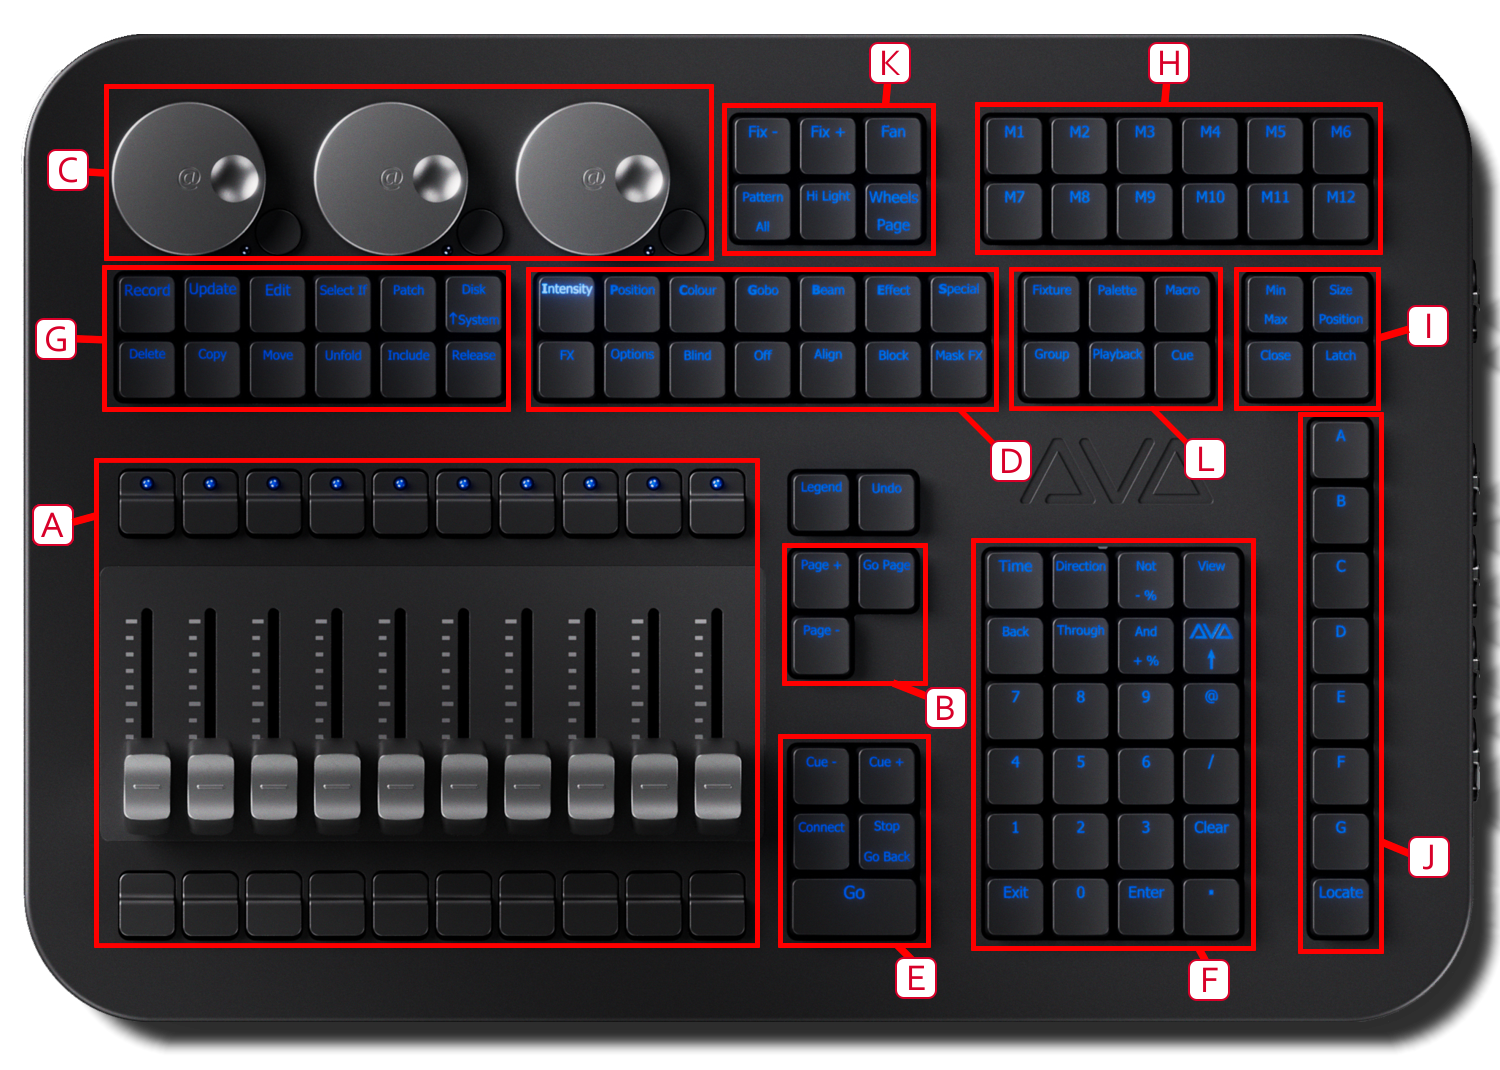 K
H
C
@
@
@
Fix -
Fix +
Fan
Pattern
All
Hi Light
Wheels
Page
M1
M2
M3
M4
M5
M6
M7
M8
M9
M10
M11
M12
G
Record
Update
Edit
Select If
Patch
Disk
↑System
Delete
Copy
Move
Unfold
Include
Release
Intensity
Position
Colour
Gobo
Beam
Effect
Special
FX
Options
Blind
Off
Align
Block
Mask FX
D
Fixture
Palette
Macro
Group
Playback
Cue
L
Min
Max
Size
Position
Close
Latch
I
A
Legend
Undo
AVA
Page +
Go Page
Page -
B
Cue -
Cue +
Connect
Stop
Go Back
Go
E
Time
Direction
Not
- %
View
Back
Through
And
+ %
AVA
↑
7
8
9
@
4
5
6
/
1
2
3
Clear
Exit
0
Enter
.
F
A
B
C
D
E
F
G
Locate
J